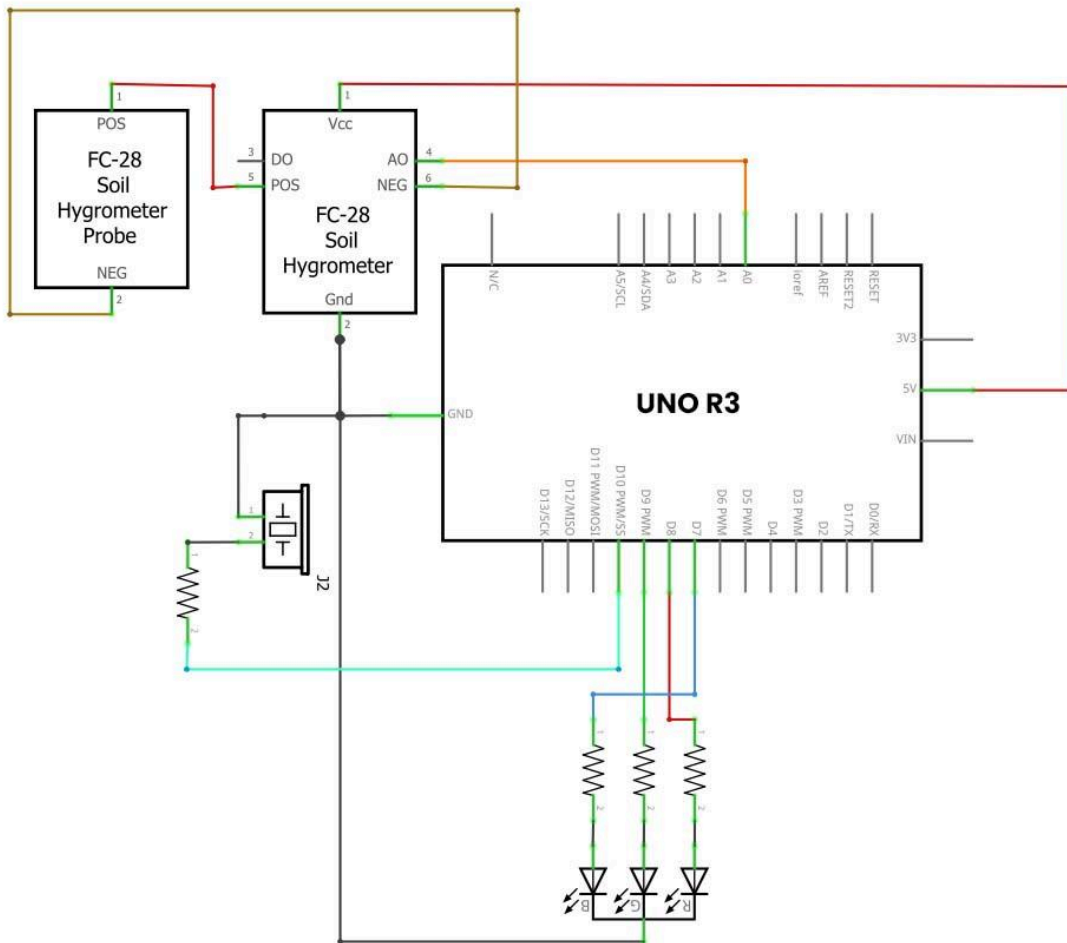 1
POS
FC-28
Soil
Hygrometer
Probe
NEG
2
1
Vcc
3
DO
AO
4
5
POS
NEG
6
FC-28
Soil
Hygrometer
Gnd
2
N/C
A5/SCL
A4/SDA
A3
A2
A1
A0
ioref
AREF
RESET2
RESET
3V3
5V
VIN
GND
UNO R3
D13/SCK
D12/MISO
D11 PWM/MOSI
D10 PWM/SS
D9 PWM
D8
D7
D6 PWM
D5 PWM
D4
D3 PWM
D2
D1/TX
D0/RX
1
2
J2
1
2
1
2
1
2
1
2
B
G
R